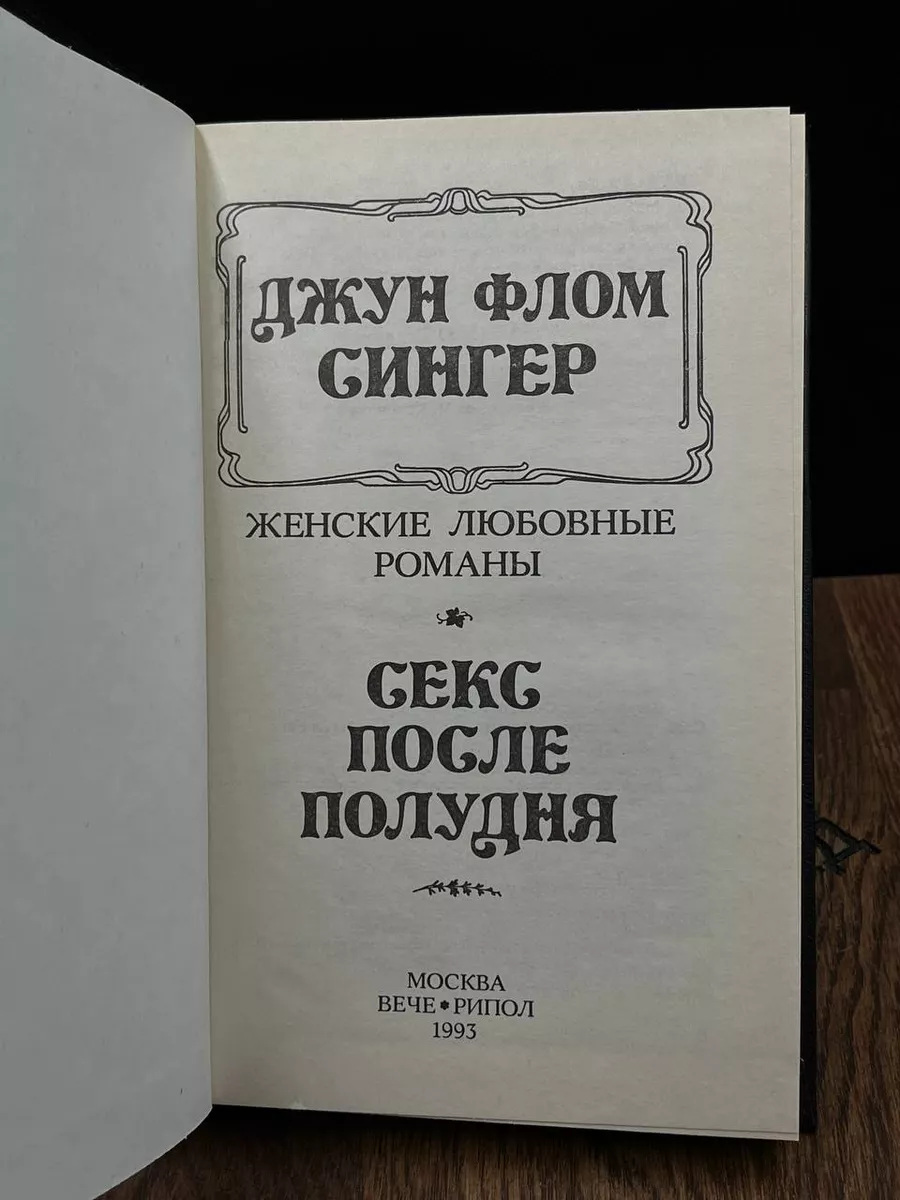 ДЖУН ФЛОМ
СИНГЕР
ЖЕНСКИЕ ЛЮБОВНЫЕ
РОМАНЫ
СЕКС
ПОСЛЕ
ПОЛУДНЯ
МОСКВА
ВЕЧЕ*РИПОЛ
1993